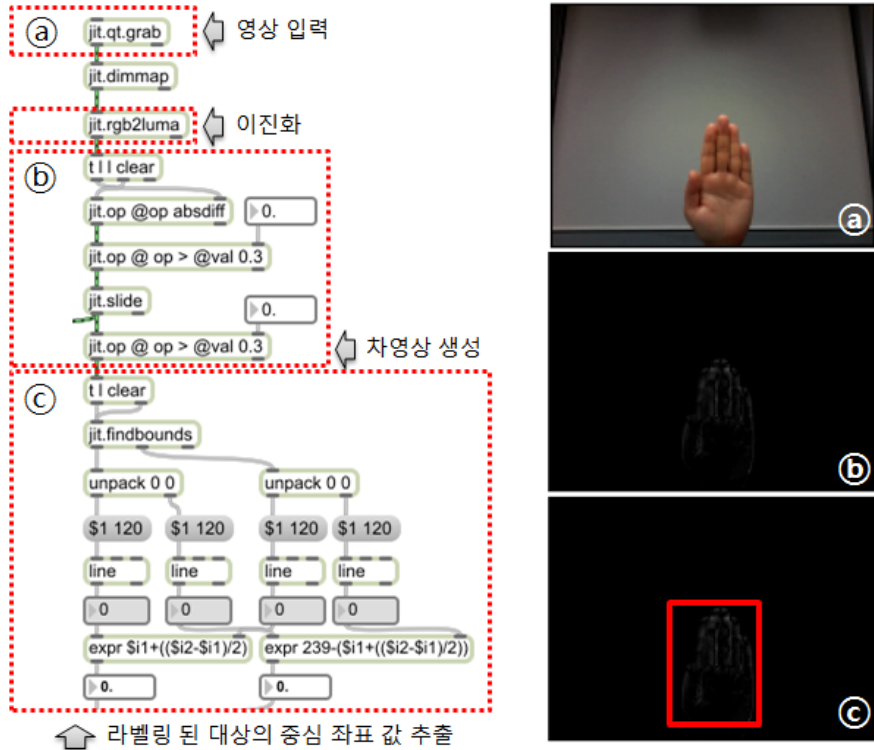 ⓐ
jit.qt.grab
영상 입력
jit.dimmap
jit.rgb2luma
이진화
ⓑ
t l l clear
jit.op @op absdiff
0.
jit.op @ op > @val 0.3
jit.slide
0.
jit.op @ op > @val 0.3
차영상 생성
ⓒ
t l clear
jit.findbounds
unpack 0 0
unpack 0 0
$1 120
$1 120
$1 120
$1 120
line
line
line
line
0
0
0
0
expr $i1+(($i2-$i1)/2)
expr 239-($i1+(($i2-$i1)/2))
0.
0.
라벨링 된 대상의 중심 좌표 값 추출
ⓐ
ⓑ
ⓒ